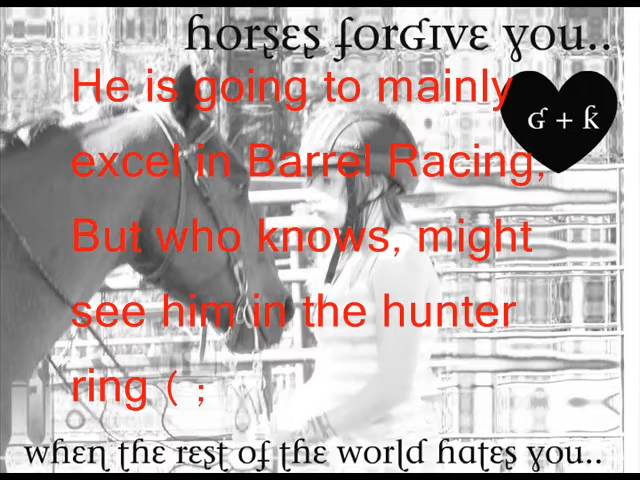 horses forgive you..
He is going to mainly
G + K
excel in Barrel Racing,
But who knows, might
see him in the hunter
ring ( ;
when the rest of the world hates you..